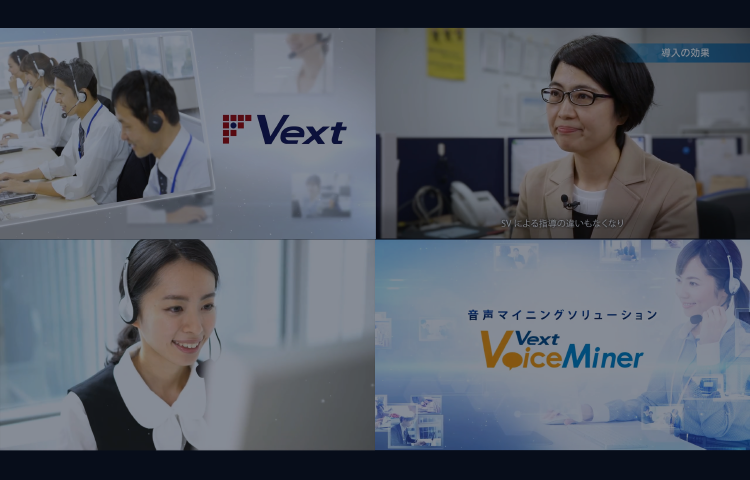 Vext
導入の効果
SVによる指導の違いもなくなり
音声マイニングソリューション
Vext
VoiceMiner